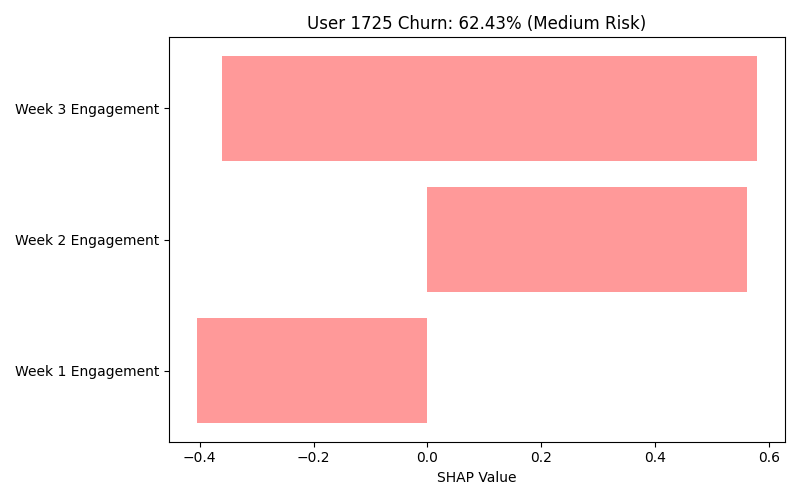 User 1725 Churn: 62.43% (Medium Risk)
Week 3 Engagement
Week 2 Engagement
Week 1 Engagement
−0.4 −0.2 0.0 0.2 0.4 0.6
SHAP Value